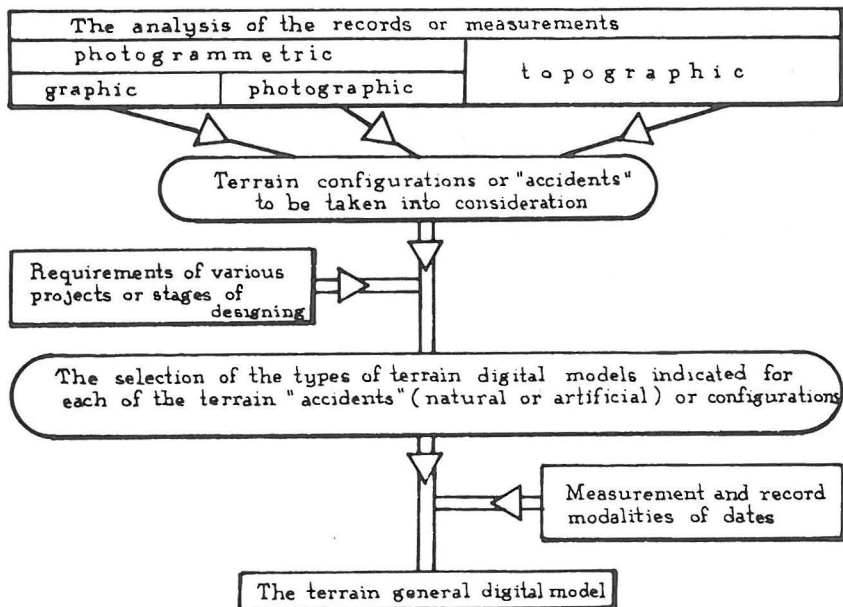 The analysis of the records or measurements
photogrammetric
topographic
graphic
photographic
Terrain configurations or "accidents"
to be taken into consideration
Requirements of various
projects or stages of
designing
The selection of the types of terrain digital models indicated for
each of the terrain "accidents" (natural or artificial) or configurations
Measurement and record
modalities of dates
The terrain general digital model